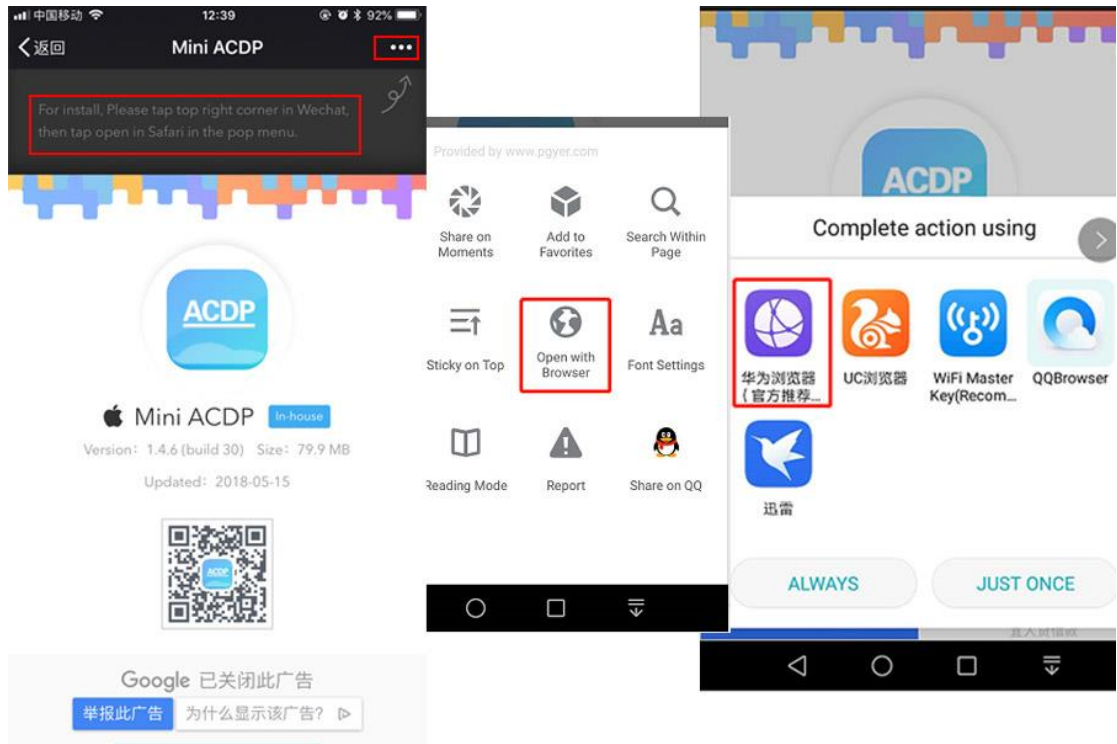 中国移动 12:39 92%
返回 Mini ACDP
For install, Please tap top right corner in Wechat,
then tap open in Safari in the pop menu.
ACDP
Mini ACDP In-house
Version: 1.4.6 (build 30) Size: 79.9 MB
Updated: 2018-05-15
ACDP
Google 已关闭此广告
举报此广告 为什么显示该广告?
Provided by www.pgyer.com
Share on
Moments
Add to
Favorites
Search Within
Page
Sticky on Top
Open with
Browser
Aa
Font Settings
Reading Mode
Report
Share on QQ
ACDP
Complete action using
华为浏览器
(官方推荐...
UC浏览器
WiFi Master
Key(Recom...
QQBrowser
迅雷
ALWAYS JUST ONCE